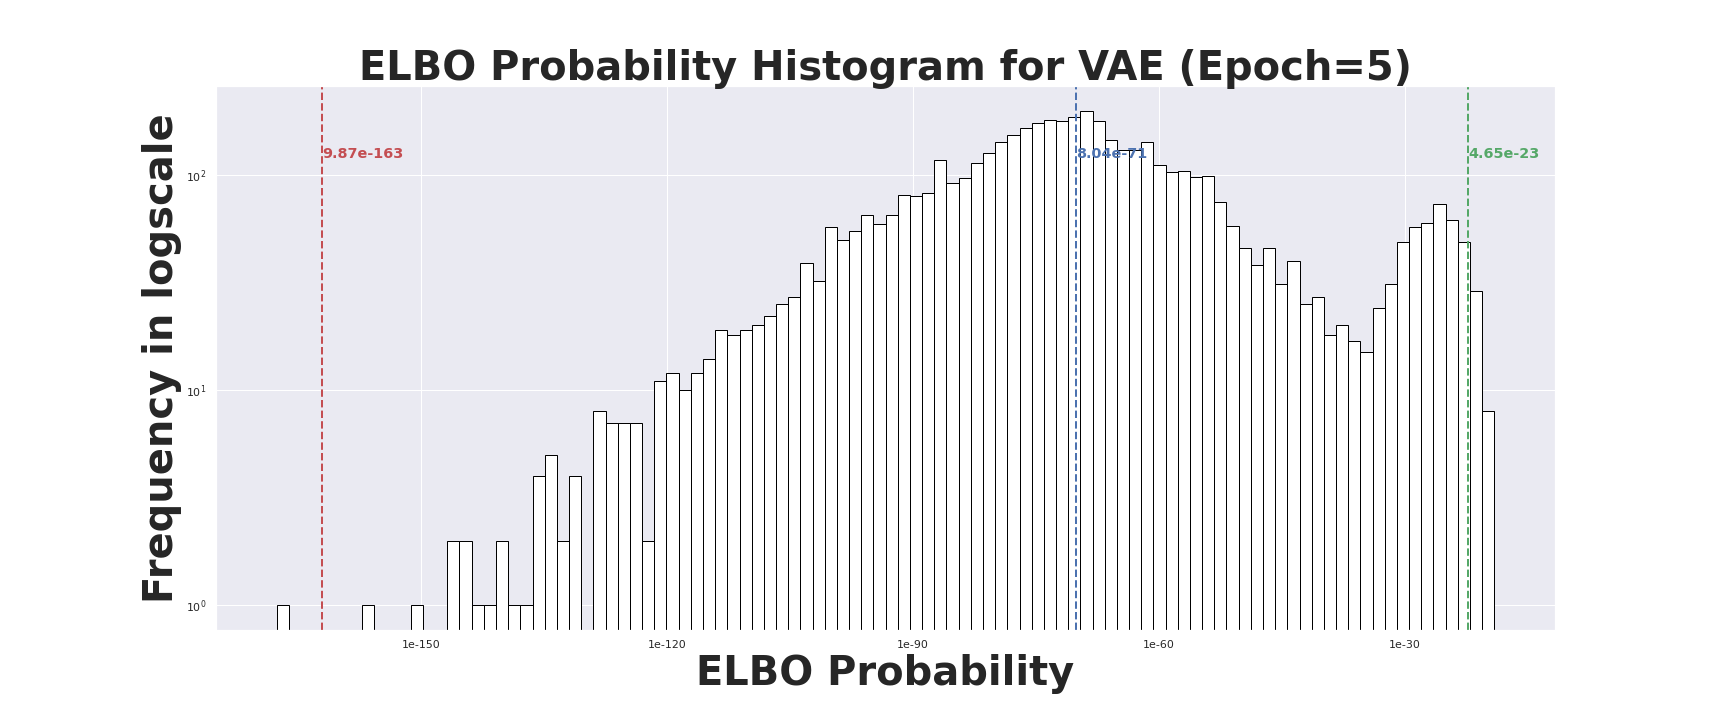 ELBO Probability Histogram for VAE (Epoch=5)
Frequency in logscale
10²
10¹
10⁰
9.87e-163
8.04e-71
4.65e-23
1e-150
1e-120
1e-90
1e-60
1e-30
ELBO Probability